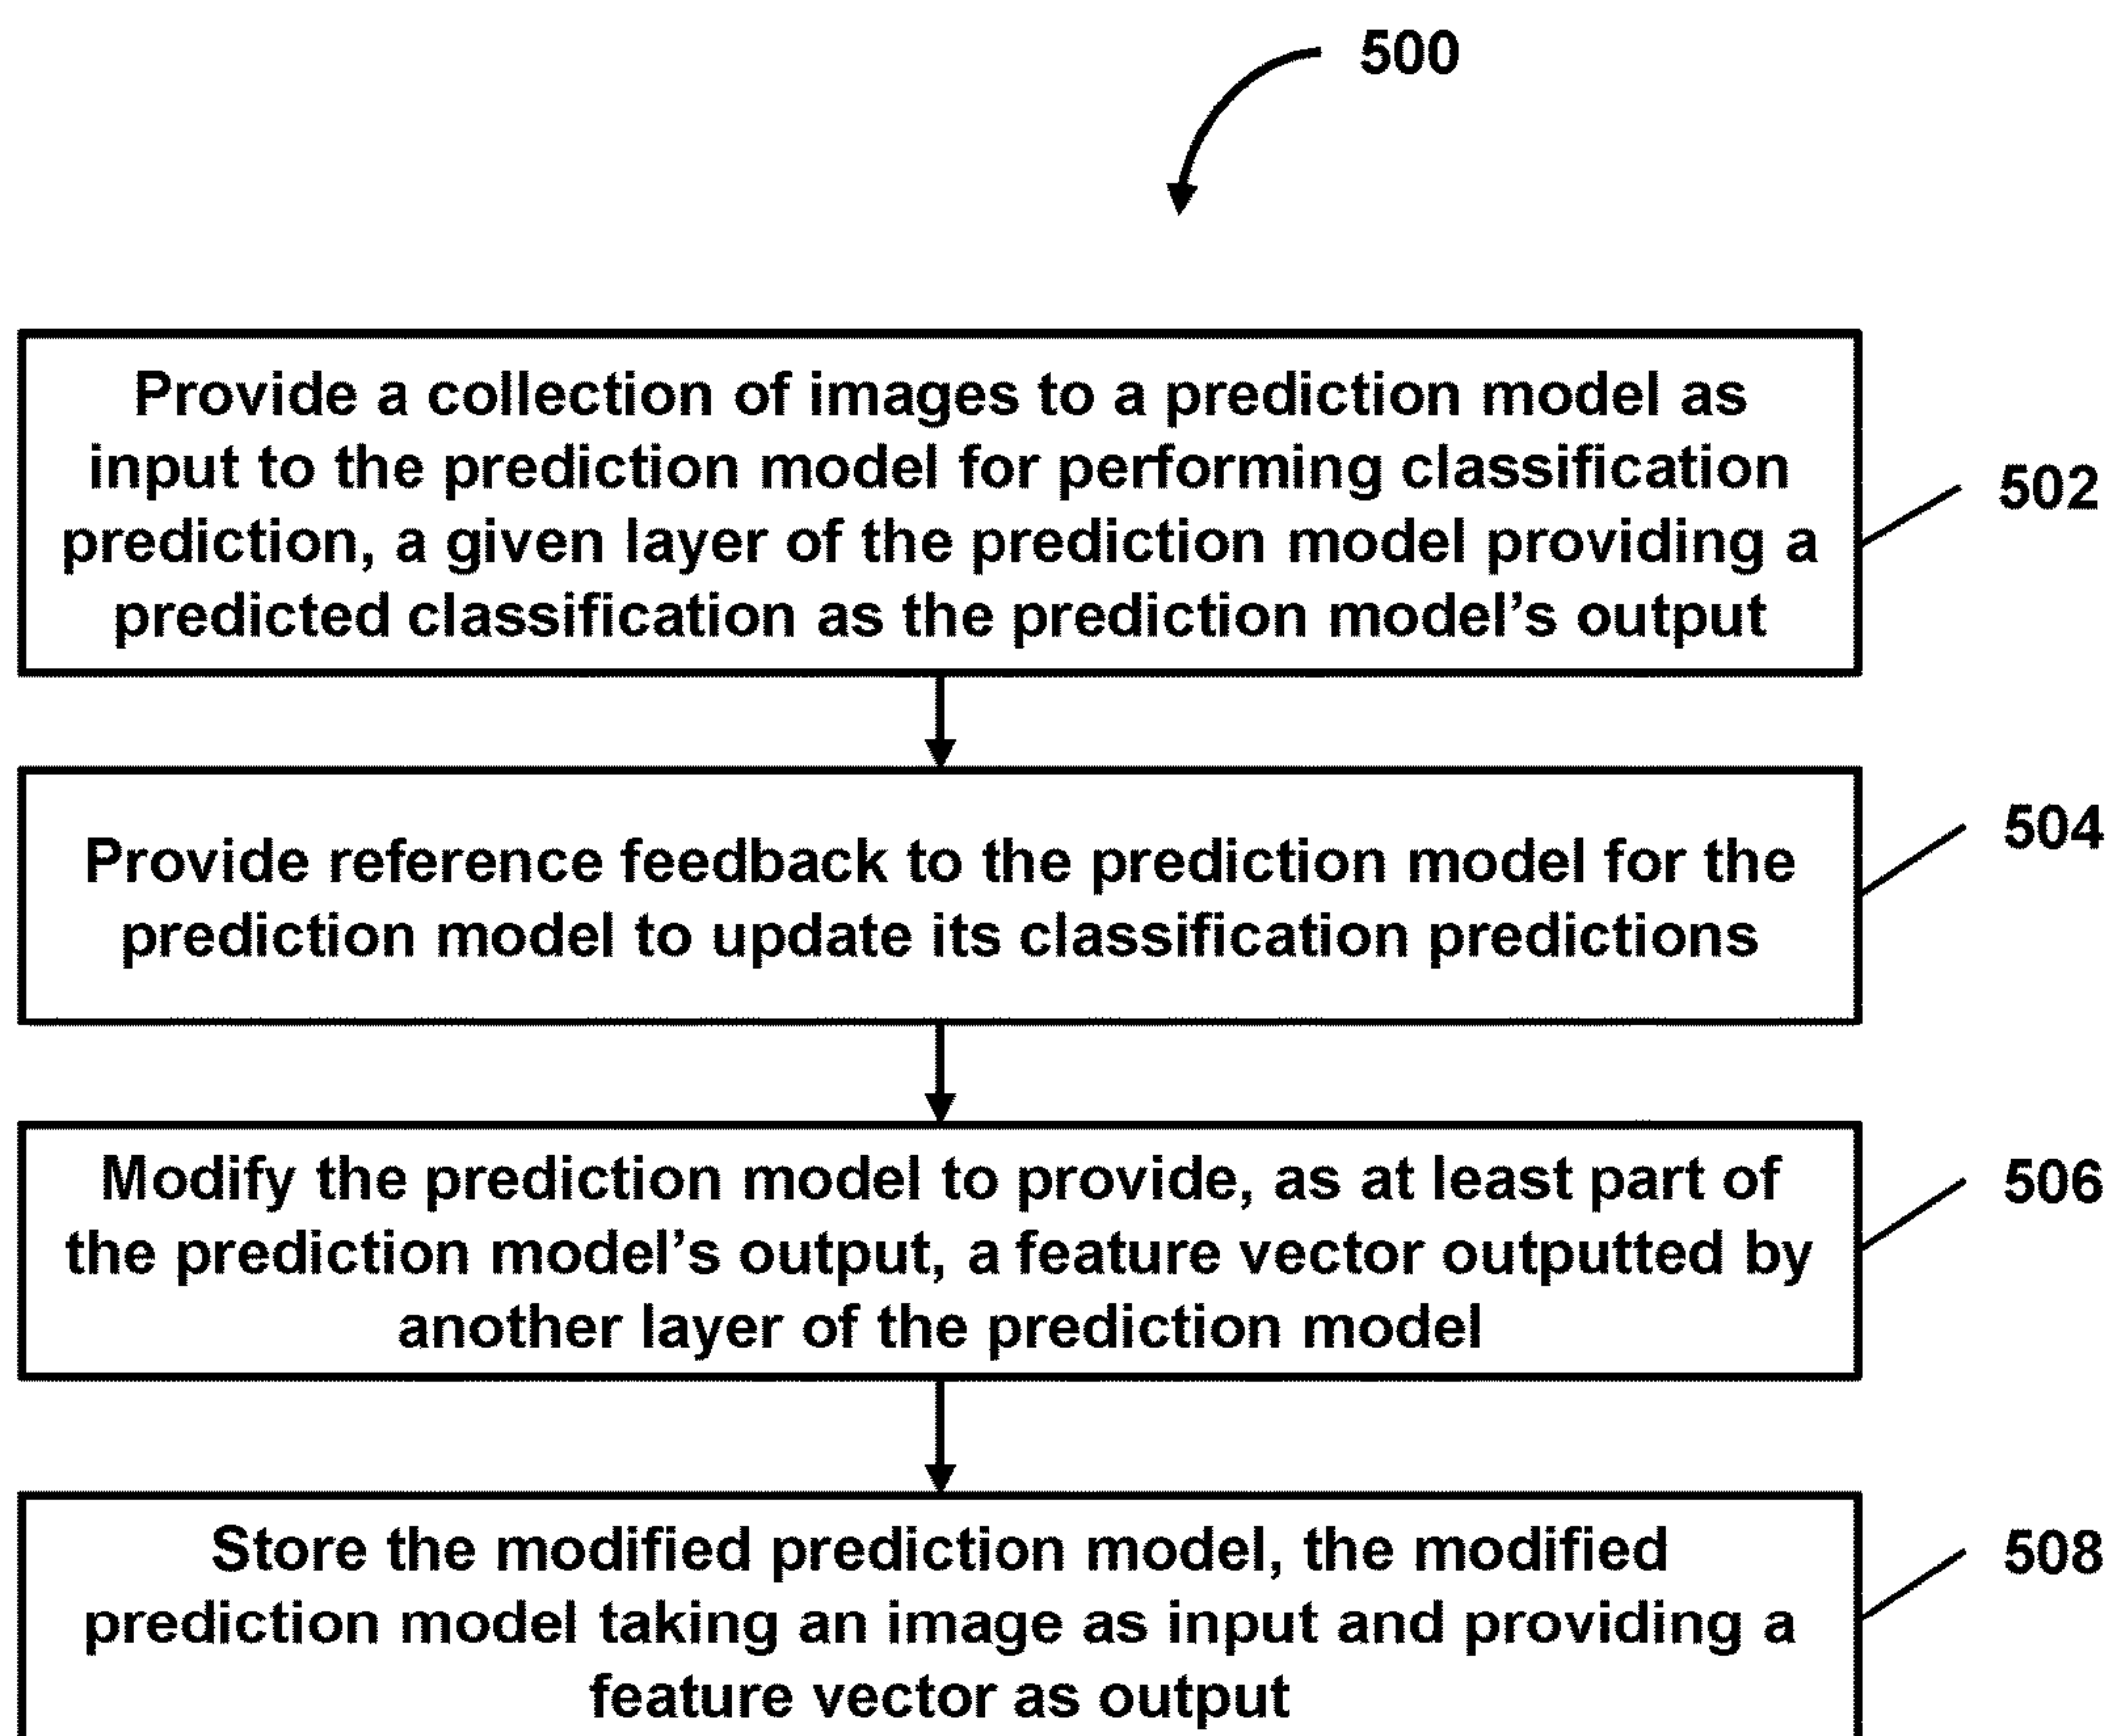 500
Provide a collection of images to a prediction model as
input to the prediction model for performing classification
prediction, a given layer of the prediction model providing a
predicted classification as the prediction model’s output
502
Provide reference feedback to the prediction model for the
prediction model to update its classification predictions
504
Modify the prediction model to provide, as at least part of
the prediction model’s output, a feature vector outputted by
another layer of the prediction model
506
Store the modified prediction model, the modified
prediction model taking an image as input and providing a
feature vector as output
508